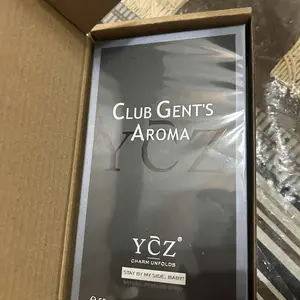 CLUB GENT'S
AROMA
YCZ
YCZ®
CHARM UNFOLDS
STAY BY MY SIDE, BABY!